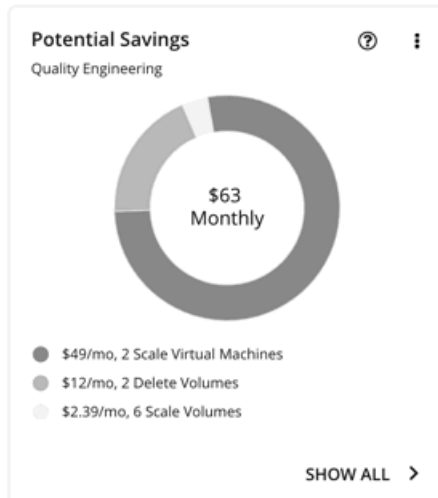 Potential Savings
Quality Engineering
$63
Monthly
$49/mo, 2 Scale Virtual Machines
$12/mo, 2 Delete Volumes
$2.39/mo, 6 Scale Volumes
SHOW ALL